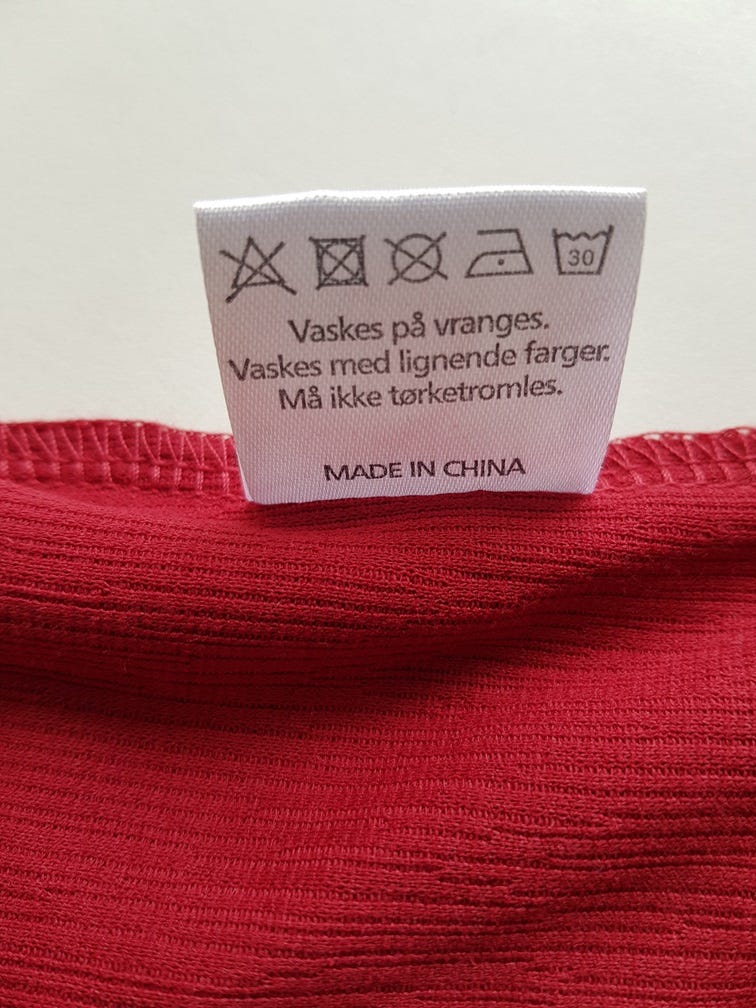 30
Vaskes på vranges.
Vaskes med lignende farger.
Må ikke tørketromles.
MADE IN CHINA